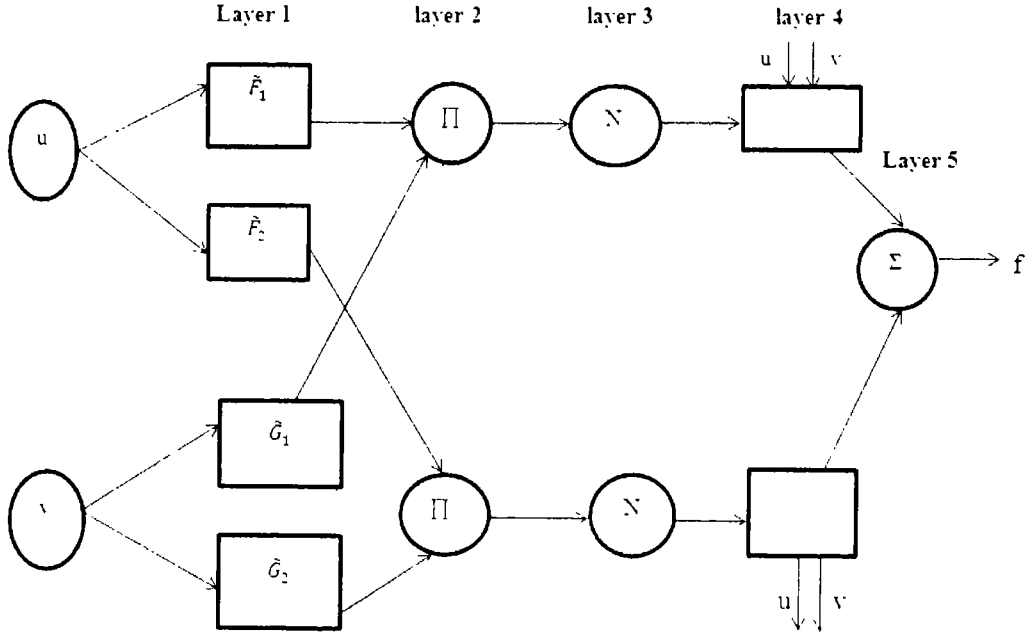 Layer 1 layer 2 layer 3 layer 4
u v
u
F̃₁
∏
N
Layer 5
F̃₂
Σ
f
G̃₁
v
∏
N
G̃₂
u v